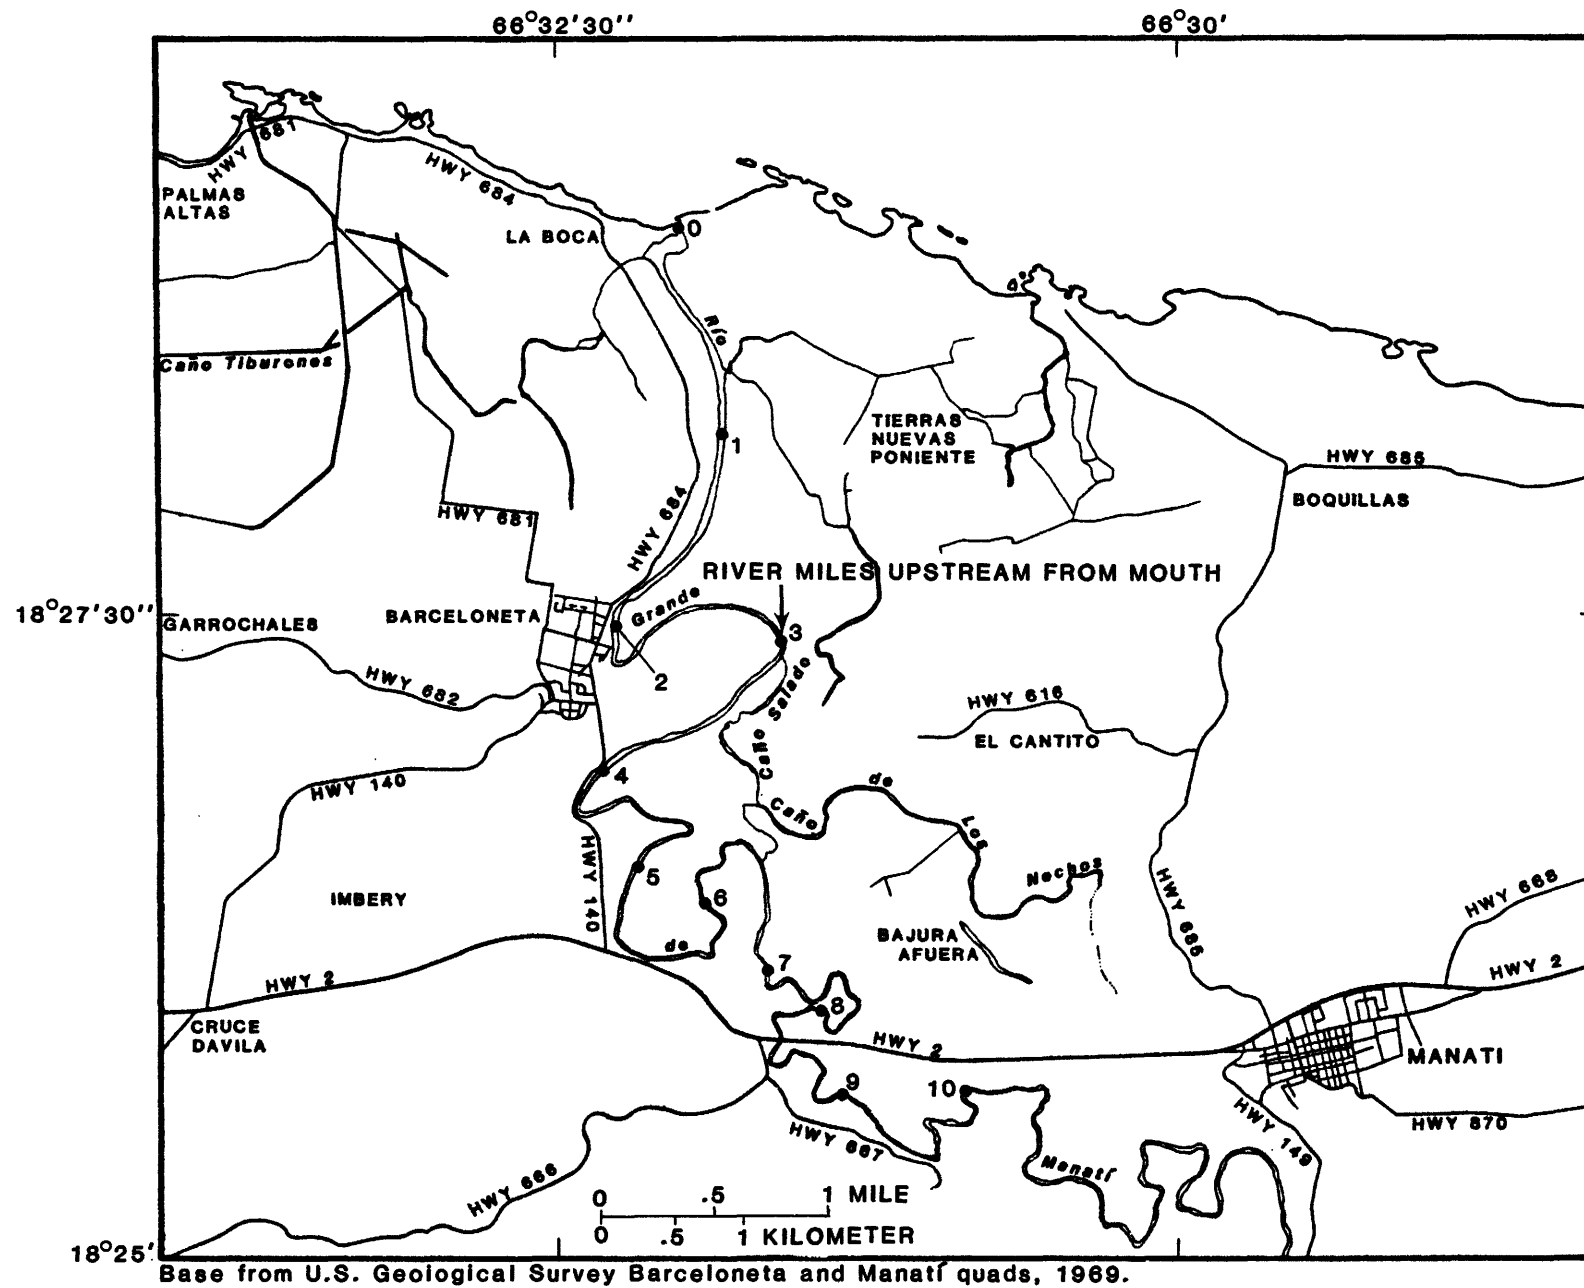 66°32'30''
66°30'
HWY 681
HWY 684
PALMAS
ALTAS
LA BOCA
0
Río
Caño Tiburones
1
TIERRAS
NUEVAS
PONIENTE
HWY 685
BOQUILLAS
HWY 681
HWY 684
RIVER MILES UPSTREAM FROM MOUTH
18°27'30''
GARROCHALES
BARCELONETA
Grande
3
2
HWY 682
Caño Salado
HWY 616
EL CANTITO
4
HWY 140
Caño
de
Los
Nechos
HWY 140
5
6
IMBERY
de
HWY 685
HWY 668
BAJURA
AFUERA
7
8
HWY 2
HWY 2
HWY 2
CRUCE
DAVILA
MANATI
9
10
HWY 667
HWY 149
HWY 670
Manatí
HWY 666
0 .5 1 MILE
0 .5 1 KILOMETER
18°25'
Base from U.S. Geological Survey Barceloneta and Manatí quads, 1969.